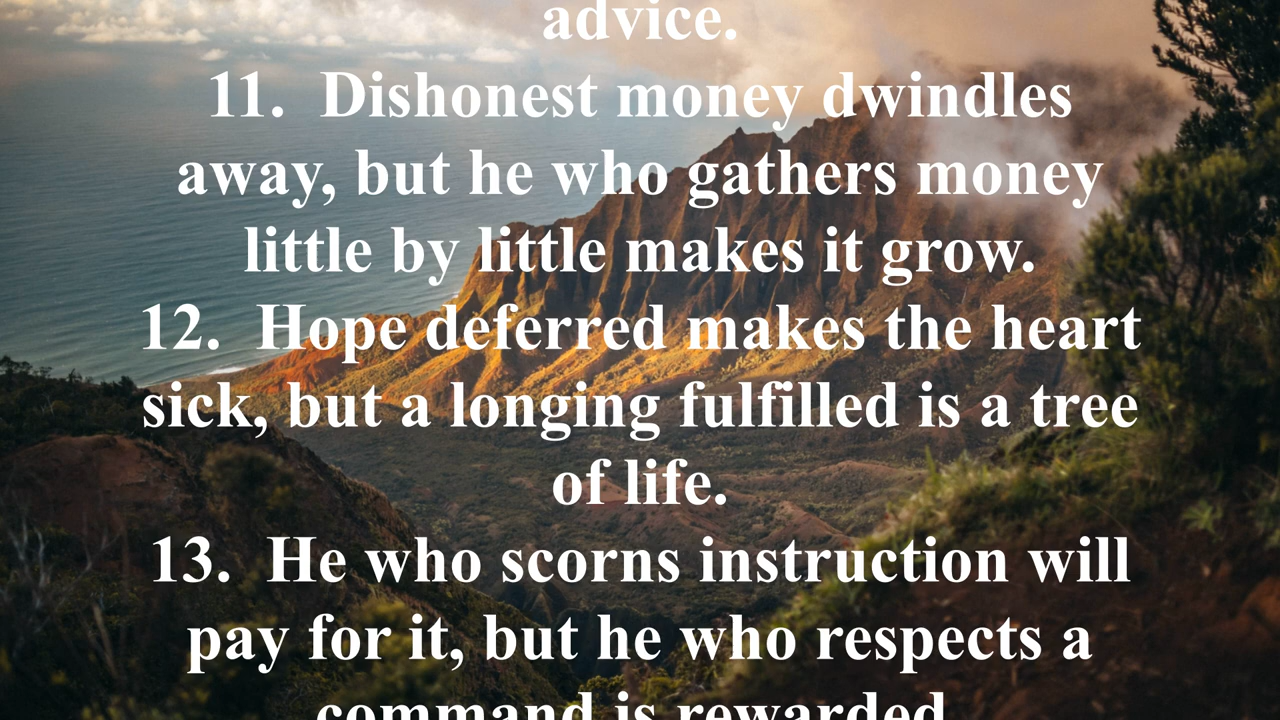 advice.
11.  Dishonest money dwindles
away, but he who gathers money
little by little makes it grow.
12.  Hope deferred makes the heart
sick, but a longing fulfilled is a tree
of life.
13.  He who scorns instruction will
pay for it, but he who respects a
command is rewarded